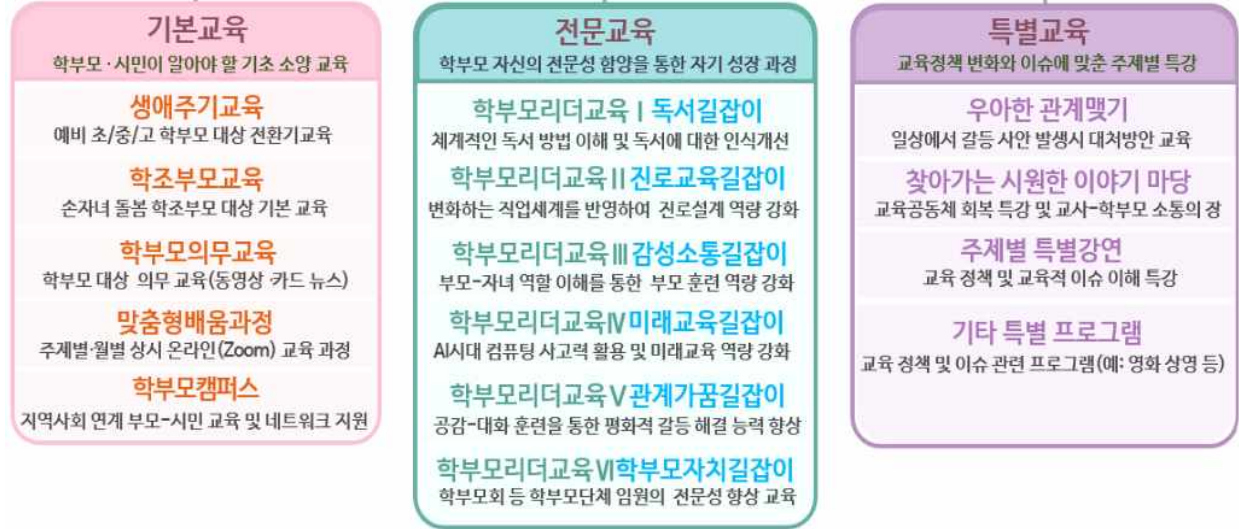 기본교육
학부모·시민이 알아야 할 기초 소양 교육
생애주기교육
예비 초/중/고 학부모 대상 전환기교육
학조부모교육
손자녀 돌봄 학조부모 대상 기본 교육
학부모의무교육
학부모 대상 의무 교육(동영상·카드 뉴스)
맞춤형배움과정
주제별·월별 상시 온라인(Zoom) 교육 과정
학부모캠퍼스
지역사회 연계 부모-시민 교육 및 네트워크 지원
전문교육
학부모 자신의 전문성 함양을 통한 자기 성장 과정
학부모리더교육Ⅰ 독서길잡이
체계적인 독서 방법 이해 및 독서에 대한 인식개선
학부모리더교육Ⅱ 진로교육길잡이
변화하는 직업세계를 반영하여 진로설계 역량 강화
학부모리더교육Ⅲ 감성소통길잡이
부모-자녀 역할 이해를 통한 부모 훈련 역량 강화
학부모리더교육Ⅳ 미래교육길잡이
AI시대 컴퓨팅 사고력 활용 및 미래교육 역량 강화
학부모리더교육Ⅴ 관계가꿈길잡이
공감-대화 훈련을 통한 평화적 갈등 해결 능력 향상
학부모리더교육Ⅵ 학부모자치길잡이
학부모회 등 학부모단체 임원의 전문성 향상 교육
특별교육
교육정책 변화와 이슈에 맞춘 주제별 특강
우아한 관계맺기
일상에서 갈등 사안 발생시 대처방안 교육
찾아가는 시원한 이야기 마당
교육공동체 회복 특강 및 교사-학부모 소통의 장
주제별 특별강연
교육 정책 및 교육적 이슈 이해 특강
기타 특별 프로그램
교육 정책 및 이슈 관련 프로그램(예: 영화 상영 등)